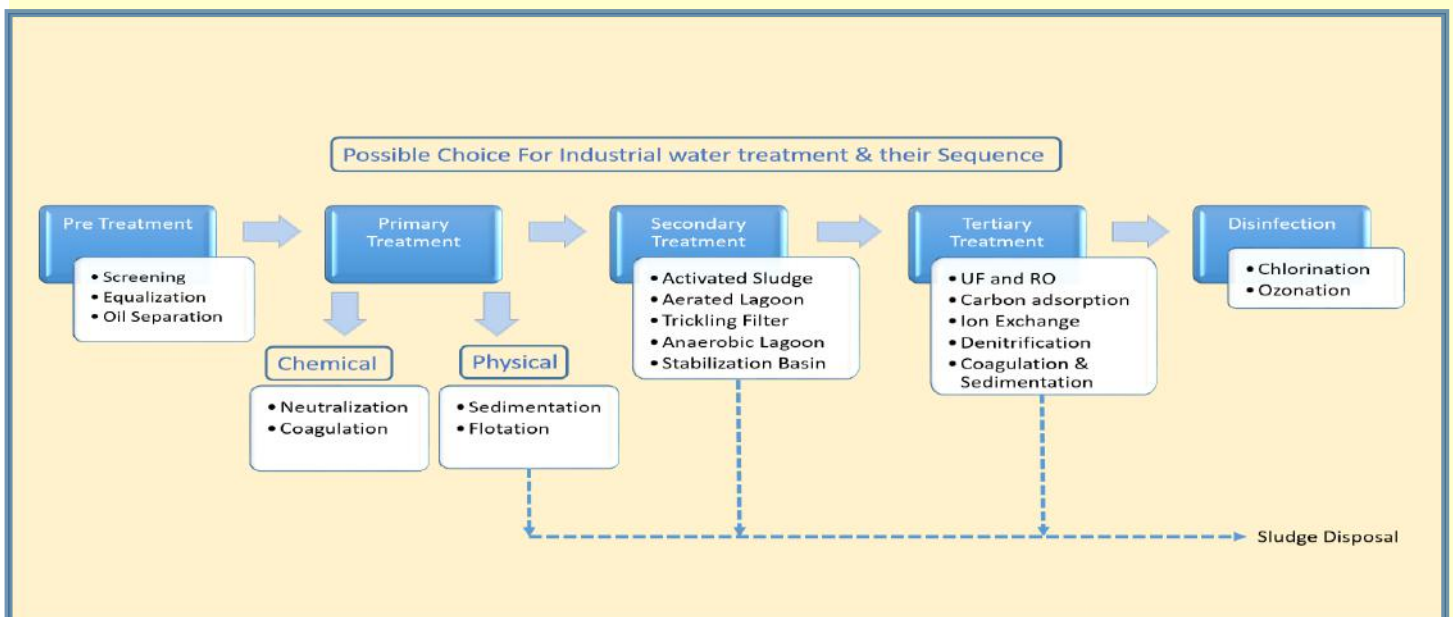 Possible Choice For Industrial water treatment & their Sequence
Pre Treatment
• Screening
• Equalization
• Oil Separation
Primary
Treatment
Chemical
• Neutralization
• Coagulation
Physical
• Sedimentation
• Flotation
Secondary
Treatment
• Activated Sludge
• Aerated Lagoon
• Trickling Filter
• Anaerobic Lagoon
• Stabilization Basin
Tertiary
Treatment
• UF and RO
• Carbon adsorption
• Ion Exchange
• Denitrification
• Coagulation &
Sedimentation
Disinfection
• Chlorination
• Ozonation
Sludge Disposal